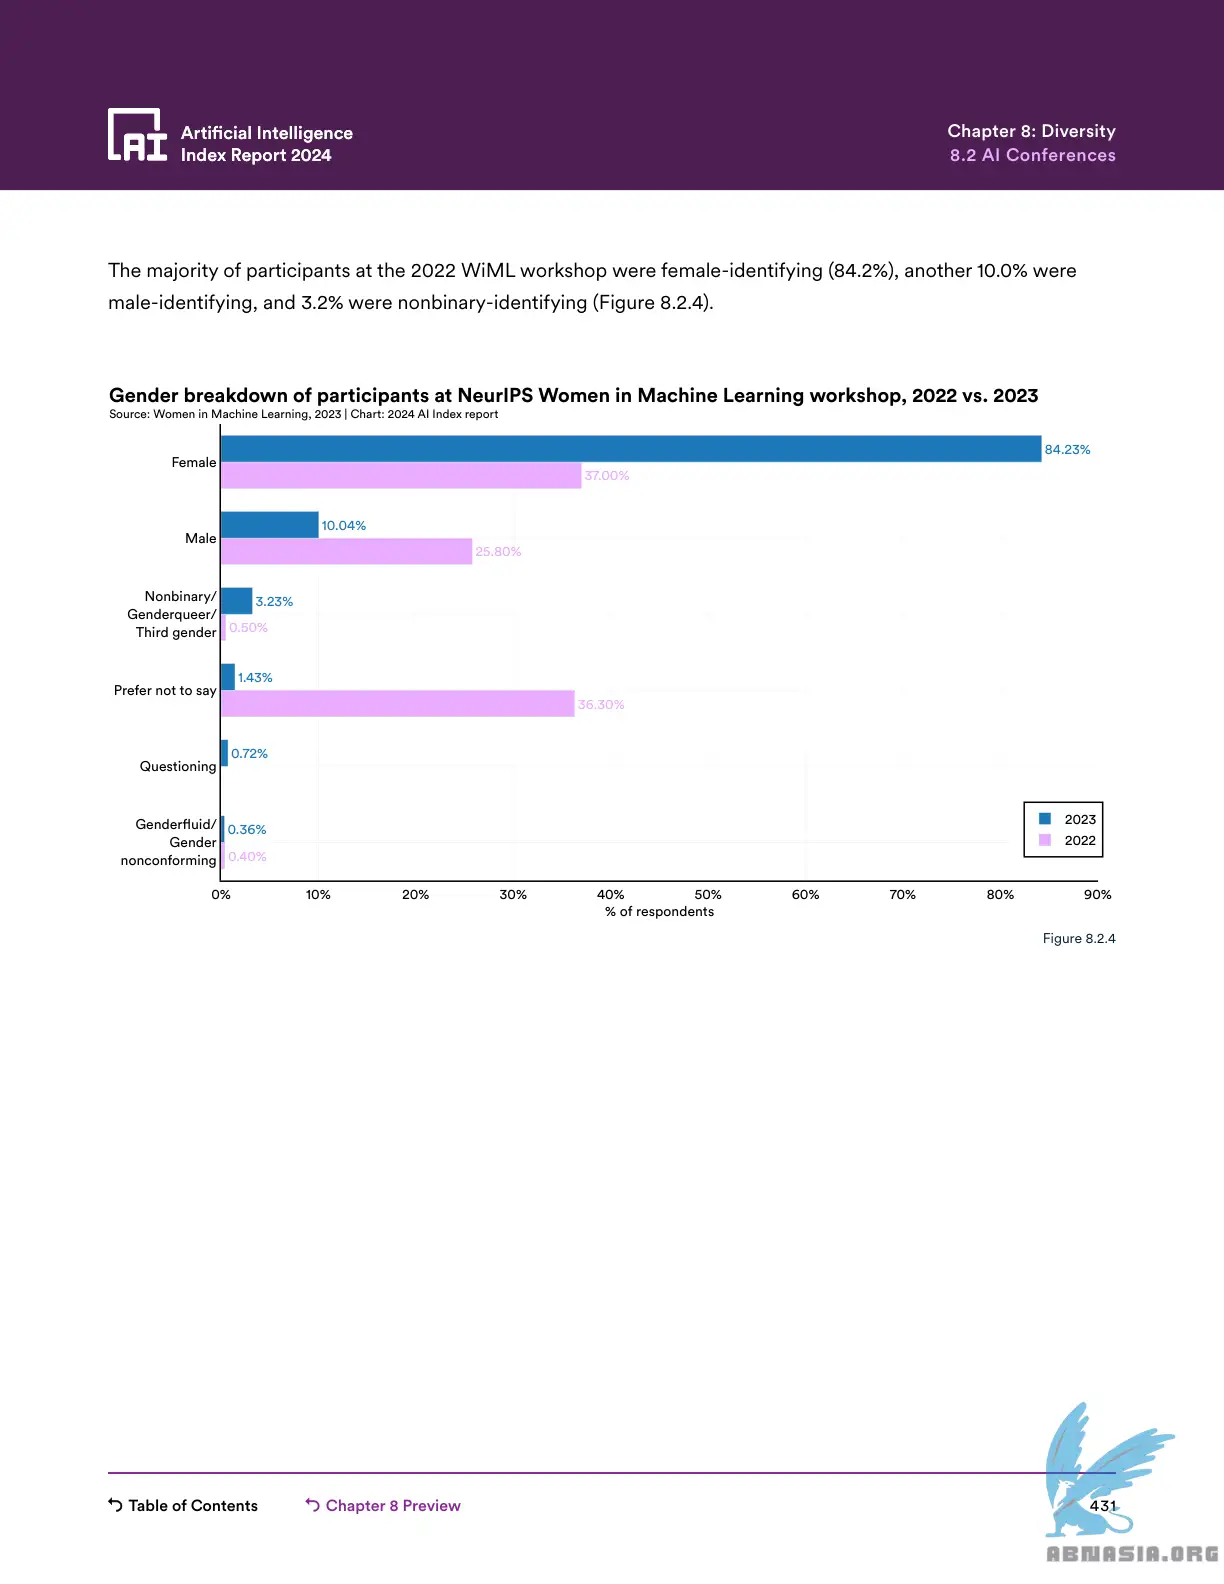 Artificial Intelligence
Index Report 2024
Chapter 8: Diversity
8.2 AI Conferences
The majority of participants at the 2022 WiML workshop were female-identifying (84.2%), another 10.0% were
male-identifying, and 3.2% were nonbinary-identifying (Figure 8.2.4).
Gender breakdown of participants at NeurIPS Women in Machine Learning workshop, 2022 vs. 2023
Source: Women in Machine Learning, 2023 | Chart: 2024 AI Index report
84.23%
Female
37.00%
10.04%
Male
25.80%
Nonbinary/
Genderqueer/
Third gender
3.23%
0.50%
1.43%
Prefer not to say
36.30%
0.72%
Questioning
Genderfluid/
Gender
nonconforming
0.36%
0.40%
2023
2022
0% 10% 20% 30% 40% 50% 60% 70% 80% 90%
% of respondents
Figure 8.2.4
Table of Contents
Chapter 8 Preview
431
ABNASIA.ORG